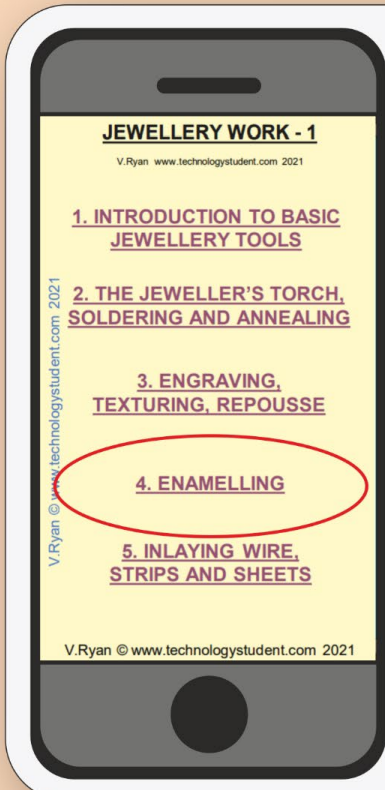 JEWELLERY WORK - 1
V.Ryan www.technologystudent.com 2021
1. INTRODUCTION TO BASIC
JEWELLERY TOOLS
2. THE JEWELLER'S TORCH,
SOLDERING AND ANNEALING
3. ENGRAVING,
TEXTURING, REPOUSSE
4. ENAMELLING
5. INLAYING WIRE,
STRIPS AND SHEETS
V.Ryan © www.technologystudent.com 2021
V.Ryan © www.technologystudent.com 2021